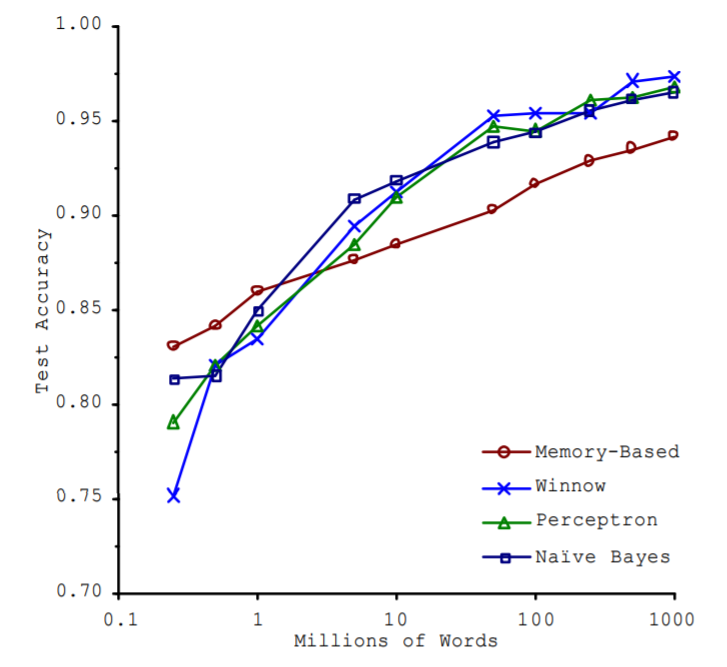 1.00
0.95
0.90
0.85
0.80
0.75
0.70
Test Accuracy
Memory-Based
Winnow
Perceptron
Naïve Bayes
0.1 1 10 100 1000
Millions of Words